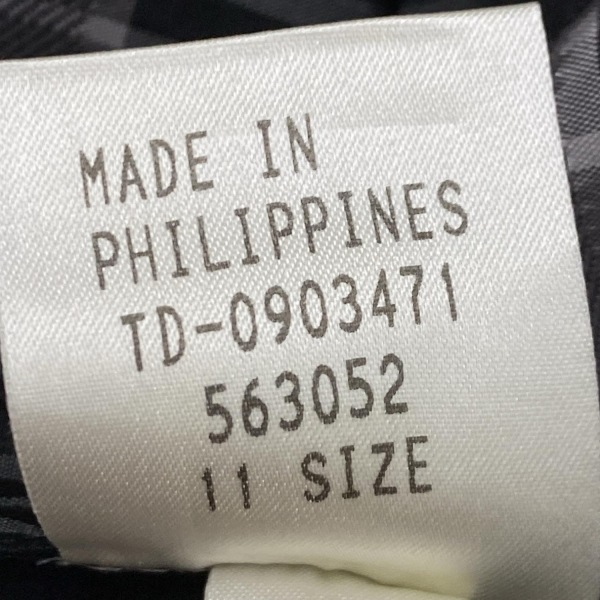 MADE IN
PHILIPPINES
TD-0903471
563052
11 SIZE